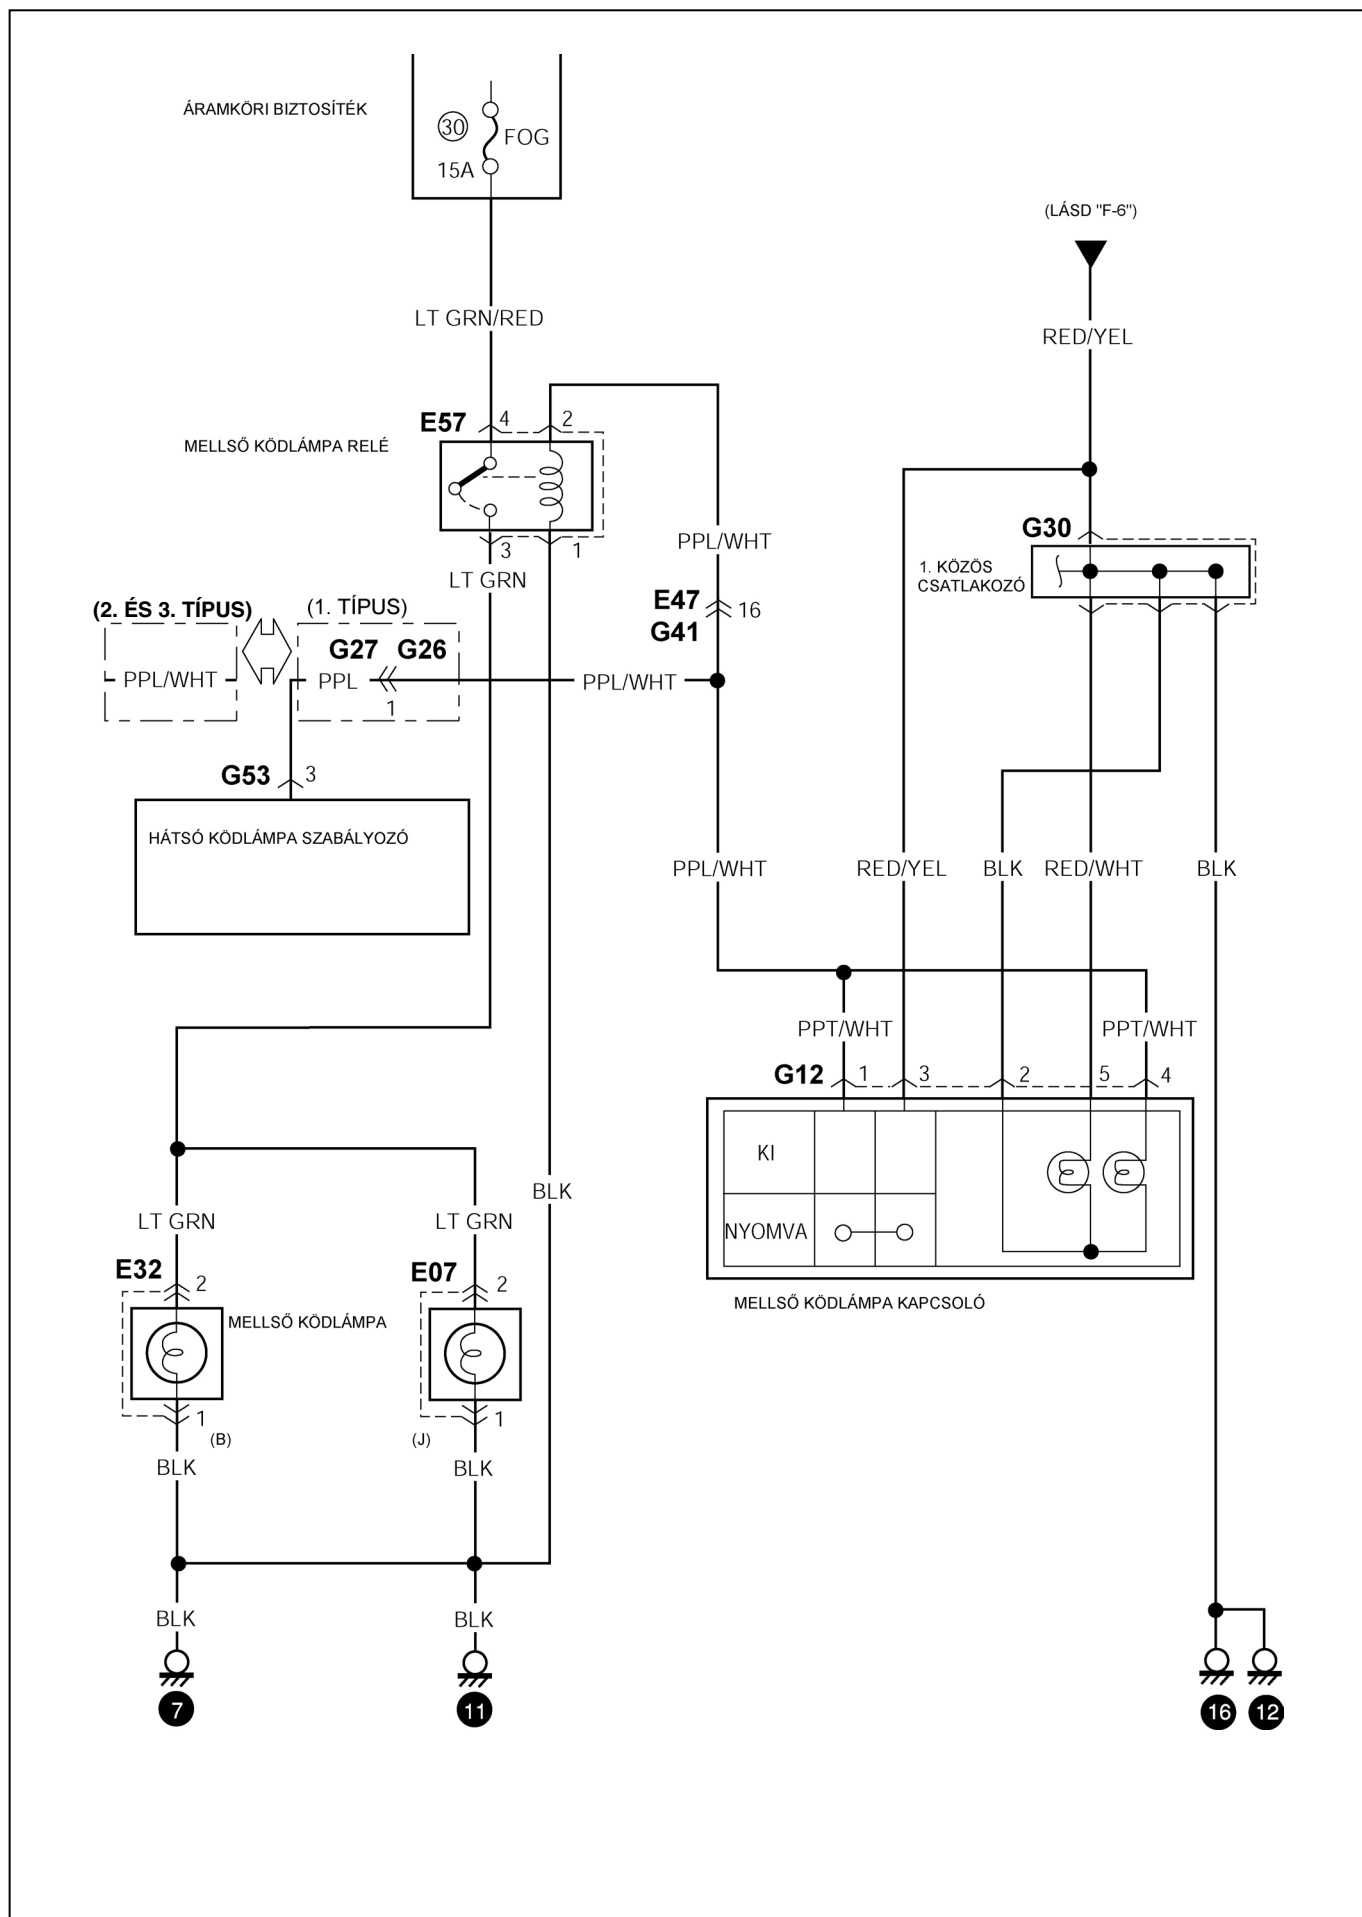 ÁRAMKÖRI BIZTOSÍTÉK
30
FOG
15A
(LÁSD "F-6")
LT GRN/RED
RED/YEL
E57
4
2
MELLSŐ KÖDLÁMPA RELÉ
3
1
LT GRN
PPL/WHT
G30
1. KÖZÖS
CSATLAKOZÓ
E47
16
G41
(2. ÉS 3. TÍPUS)
(1. TÍPUS)
G27
G26
PPL/WHT
PPL
PPL/WHT
1
G53
3
HÁTSÓ KÖDLÁMPA SZABÁLYOZÓ
PPL/WHT
RED/YEL
BLK
RED/WHT
BLK
PPT/WHT
PPT/WHT
G12
1
3
2
5
4
KI
NYOMVA
MELLSŐ KÖDLÁMPA KAPCSOLÓ
BLK
LT GRN
LT GRN
E32
2
E07
2
MELLSŐ KÖDLÁMPA
1
(B)
(J)
1
BLK
BLK
BLK
BLK
7
11
16
12